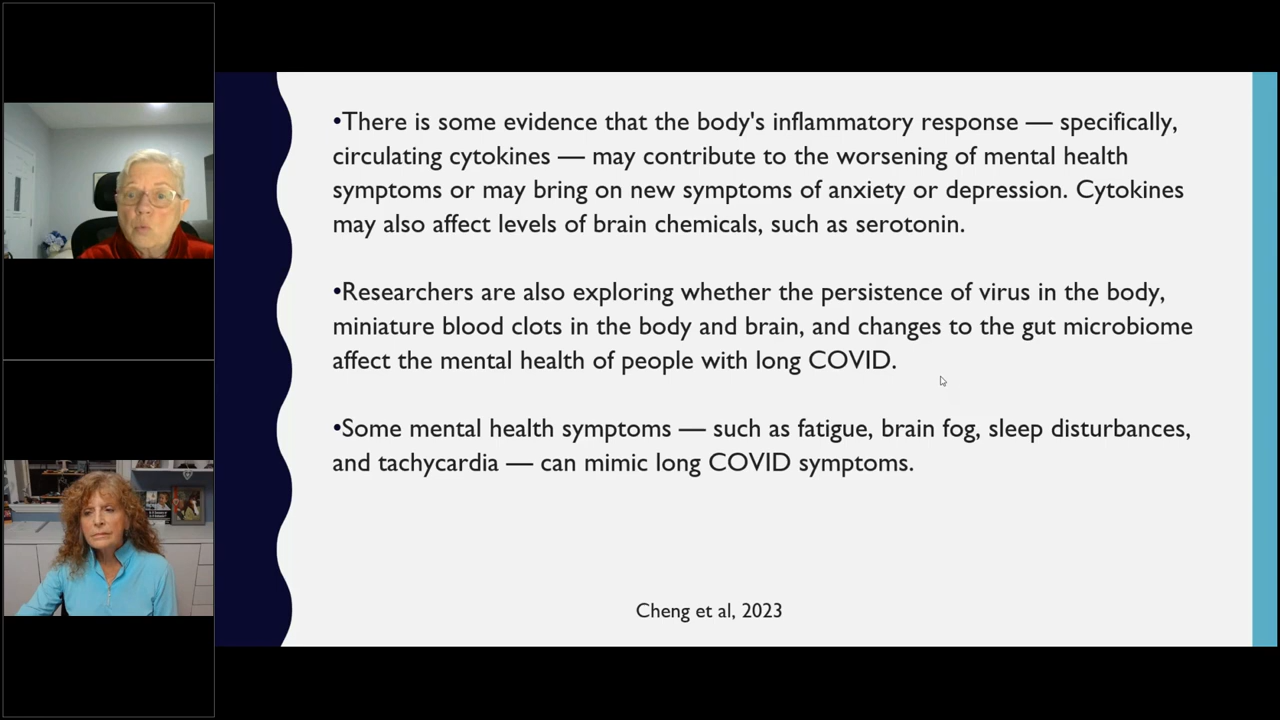 •There is some evidence that the body's inflammatory response — specifically,
circulating cytokines — may contribute to the worsening of mental health
symptoms or may bring on new symptoms of anxiety or depression. Cytokines
may also affect levels of brain chemicals, such as serotonin.
•Researchers are also exploring whether the persistence of virus in the body,
miniature blood clots in the body and brain, and changes to the gut microbiome
affect the mental health of people with long COVID.
•Some mental health symptoms — such as fatigue, brain fog, sleep disturbances,
and tachycardia — can mimic long COVID symptoms.
Cheng et al, 2023